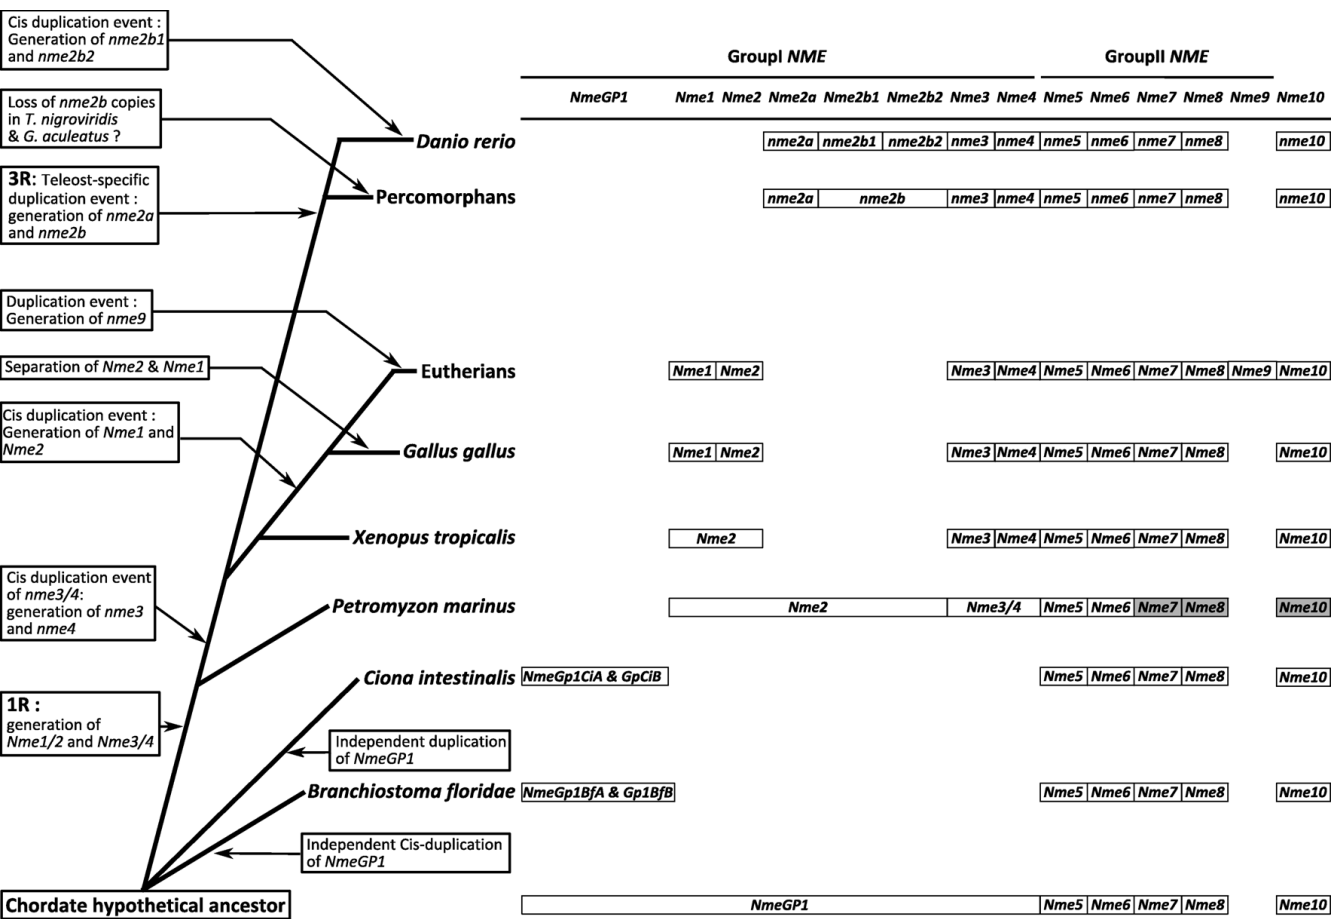 Cis duplication event :
Generation of nme2b1
and nme2b2
Loss of nme2b copies
in T. nigroviridis
& G. aculeatus ?
3R: Teleost-specific
duplication event :
generation of nme2a
and nme2b
Duplication event :
Generation of nme9
Separation of Nme2 & Nme1
Cis duplication event :
Generation of Nme1 and
Nme2
Cis duplication event
of nme3/4:
generation of nme3
and nme4
1R :
generation of
Nme1/2 and Nme3/4
Independent duplication
of NmeGP1
Independent Cis-duplication
of NmeGP1
Chordate hypothetical ancestor
GroupI NME GroupII NME
NmeGP1 Nme1 Nme2 Nme2a Nme2b1 Nme2b2 Nme3 Nme4 Nme5 Nme6 Nme7 Nme8 Nme9 Nme10
Danio rerio nme2a nme2b1 nme2b2 nme3 nme4 nme5 nme6 nme7 nme8 nme10
Percomorphans nme2a nme2b nme3 nme4 nme5 nme6 nme7 nme8 nme10
Eutherians Nme1 Nme2 Nme3 Nme4 Nme5 Nme6 Nme7 Nme8 Nme9 Nme10
Gallus gallus Nme1 Nme2 Nme3 Nme4 Nme5 Nme6 Nme7 Nme8 Nme10
Xenopus tropicalis Nme2 Nme3 Nme4 Nme5 Nme6 Nme7 Nme8 Nme10
Petromyzon marinus Nme2 Nme3/4 Nme5 Nme6 Nme7 Nme8 Nme10
Ciona intestinalis NmeGp1CiA & GpCiB Nme5 Nme6 Nme7 Nme8 Nme10
Branchiostoma floridae NmeGp1BfA & Gp1BfB Nme5 Nme6 Nme7 Nme8 Nme10
NmeGP1 Nme5 Nme6 Nme7 Nme8 Nme10